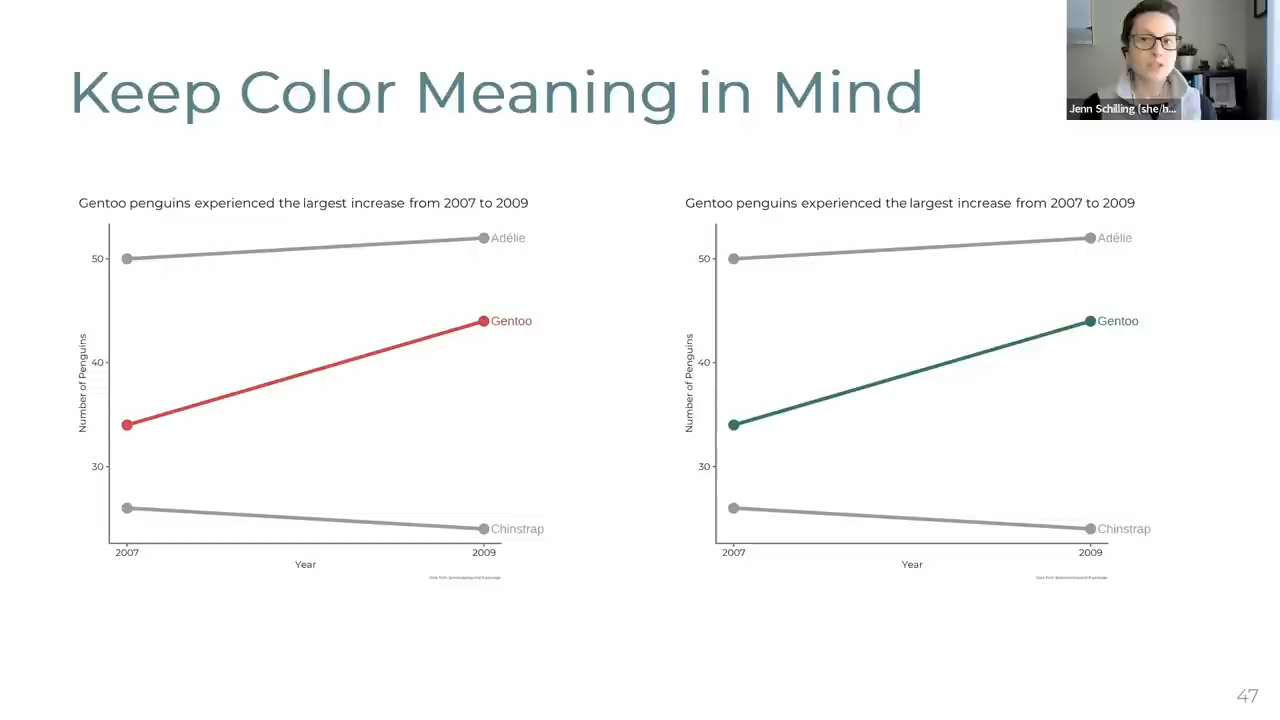 Keep Color Meaning in Mind
Jenn Schilling (she/h...
Gentoo penguins experienced the largest increase from 2007 to 2009
Adélie
50
Gentoo
40
Number of Penguins
30
Chinstrap
2007
2009
Year
Gentoo penguins experienced the largest increase from 2007 to 2009
Adélie
50
Gentoo
40
Number of Penguins
30
Chinstrap
2007
2009
Year
47